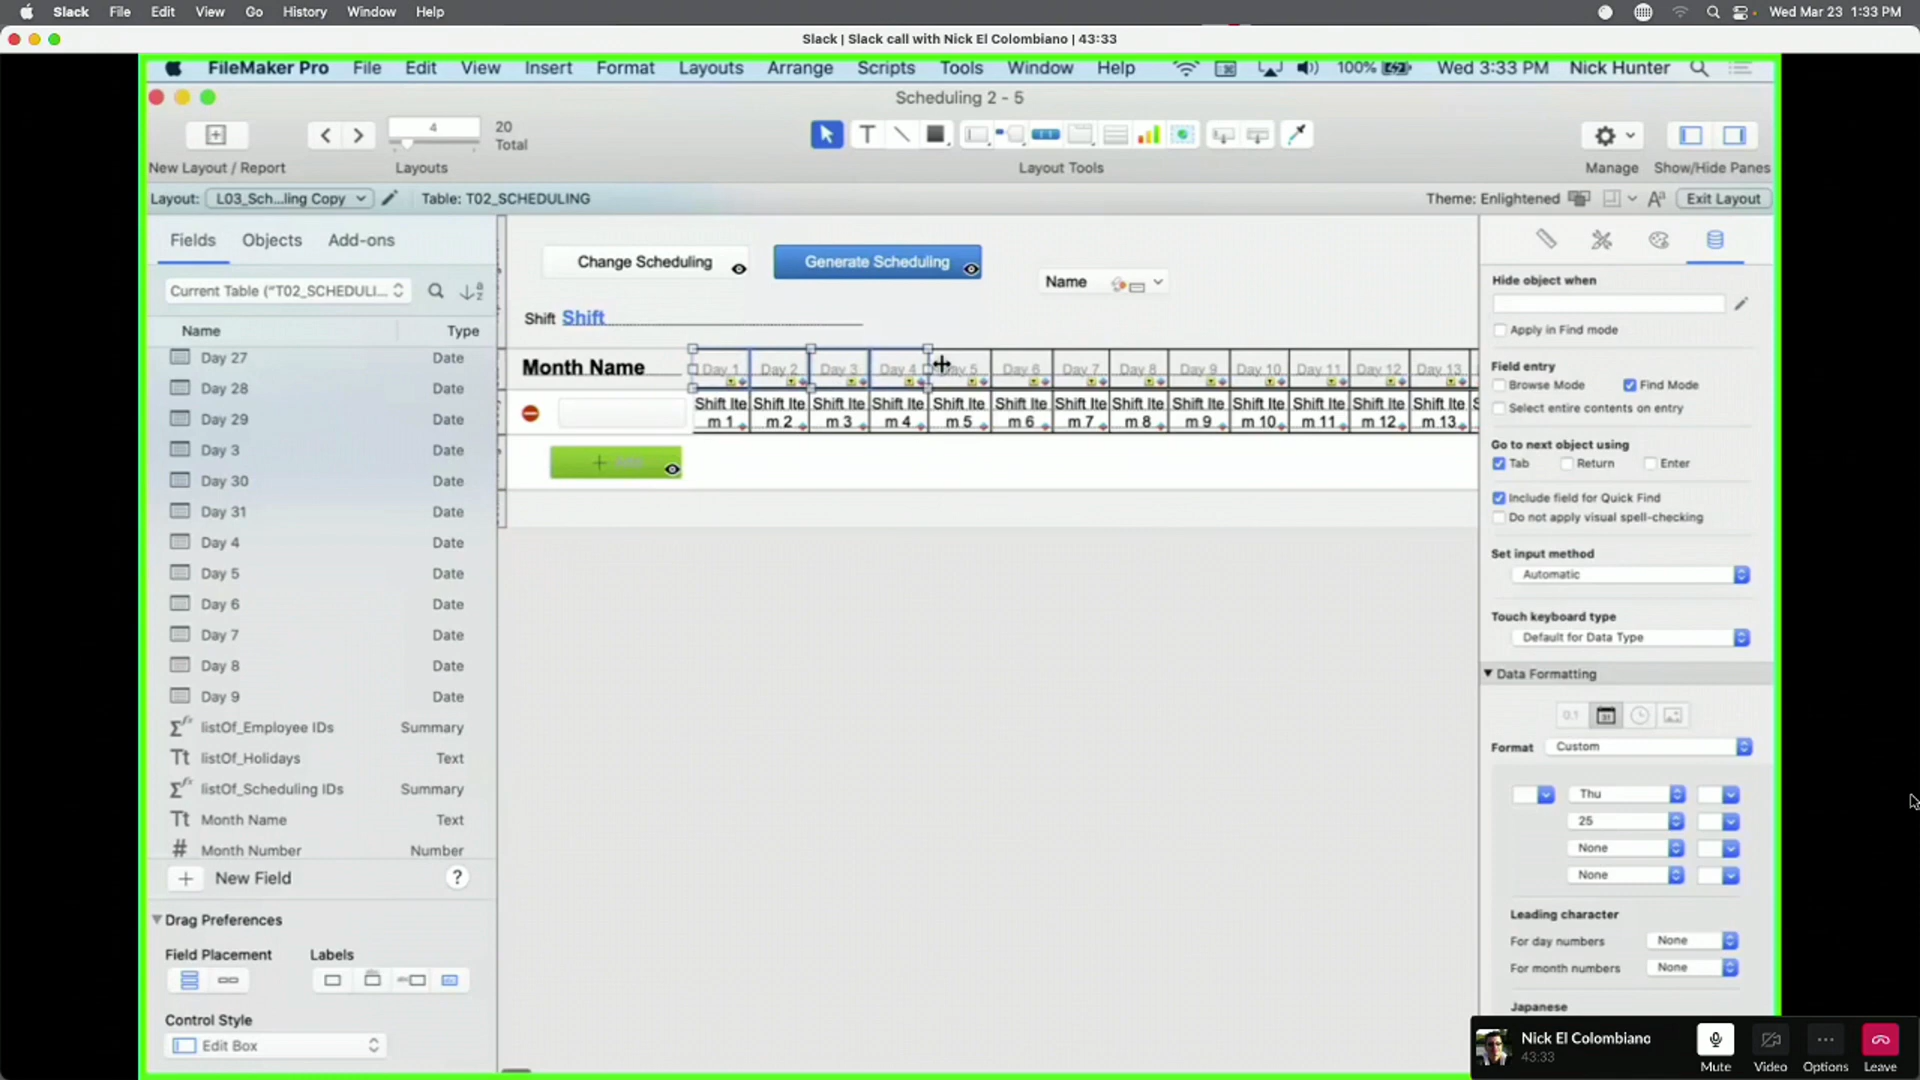 Slack File Edit View Go History Window Help Wed Mar 23 1:33 PM
Slack | Slack call with Nick El Colombiano | 43:33
FileMaker Pro File Edit View Insert Format Layouts Arrange Scripts Tools Window Help 100% Wed 3:33 PM Nick Hunter
Scheduling 2 - 5
4 20 Total
New Layout / Report Layouts Layout Tools Manage Show/Hide Panes
Layout: L03_Sch...ling Copy Table: T02_SCHEDULING Theme: Enlightened Exit Layout
Fields Objects Add-ons
Current Table ("T02_SCHEDULI...
Name Type
Day 27 Date
Day 28 Date
Day 29 Date
Day 3 Date
Day 30 Date
Day 31 Date
Day 4 Date
Day 5 Date
Day 6 Date
Day 7 Date
Day 8 Date
Day 9 Date
listOf_Employee IDs Summary
listOf_Holidays Text
listOf_Scheduling IDs Summary
Month Name Text
Month Number Number
New Field ?
Drag Preferences
Field Placement Labels
Control Style
Edit Box
Change Scheduling Generate Scheduling Name
Shift Shift
Month Name Day 1 Day 2 Day 3 Day 4 Day 5 Day 6 Day 7 Day 8 Day 9 Day 10 Day 11 Day 12 Day 13
Shift Ite Shift Ite Shift Ite Shift Ite Shift Ite Shift Ite Shift Ite Shift Ite Shift Ite Shift Ite Shift Ite Shift Ite Shift Ite S
m 1 m 2 m 3 m 4 m 5 m 6 m 7 m 8 m 9 m 10 m 11 m 12 m 13
Hide object when
Apply in Find mode
Field entry
Browse Mode Find Mode
Select entire contents on entry
Go to next object using
Tab Return Enter
Include field for Quick Find
Do not apply visual spell-checking
Set input method
Automatic
Touch keyboard type
Default for Data Type
Data Formatting
Format Custom
Thu
25
None
None
Leading character
For day numbers None
For month numbers None
Japanese
Nick El Colombiano
43:33
Mute Video Options Leave